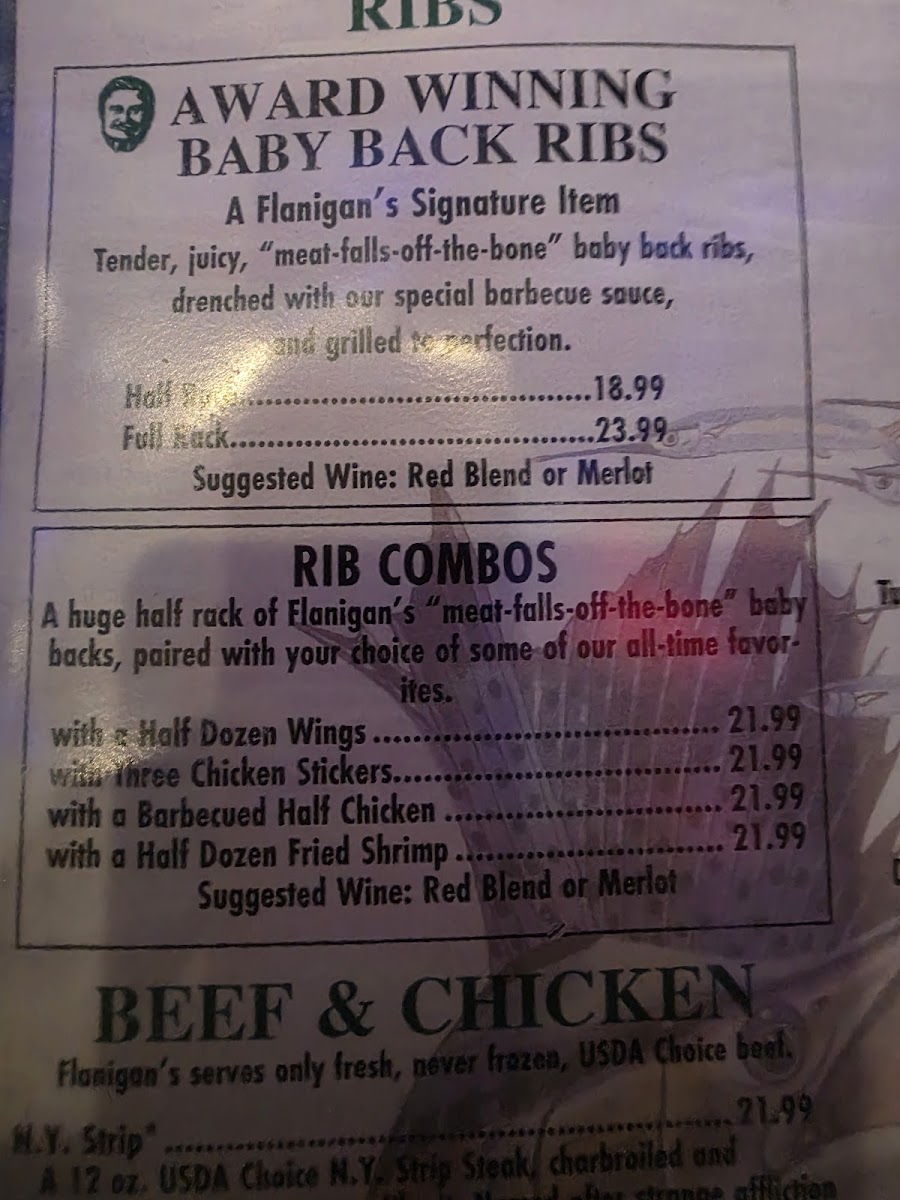 RIBS
AWARD WINNING
BABY BACK RIBS
A Flanigan's Signature Item
Tender, juicy, "meat-falls-off-the-bone" baby back ribs,
drenched with our special barbecue sauce,
and grilled to perfection.
Half Rack..........................................18.99
Full Rack..........................................23.99
Suggested Wine: Red Blend or Merlot
RIB COMBOS
A huge half rack of Flanigan's "meat-falls-off-the-bone" baby
backs, paired with your choice of some of our all-time favor-
ites.
with a Half Dozen Wings .................................. 21.99
with Three Chicken Stickers................................ 21.99
with a Barbecued Half Chicken ........................... 21.99
with a Half Dozen Fried Shrimp .......................... 21.99
Suggested Wine: Red Blend or Merlot
BEEF & CHICKEN
Flanigan's serves only fresh, never frozen, USDA Choice beef.
N.Y. Strip* ..........................................................21.99
A 12 oz. USDA Choice N.Y. Strip Steak, charbroiled and
Named after strange affliction